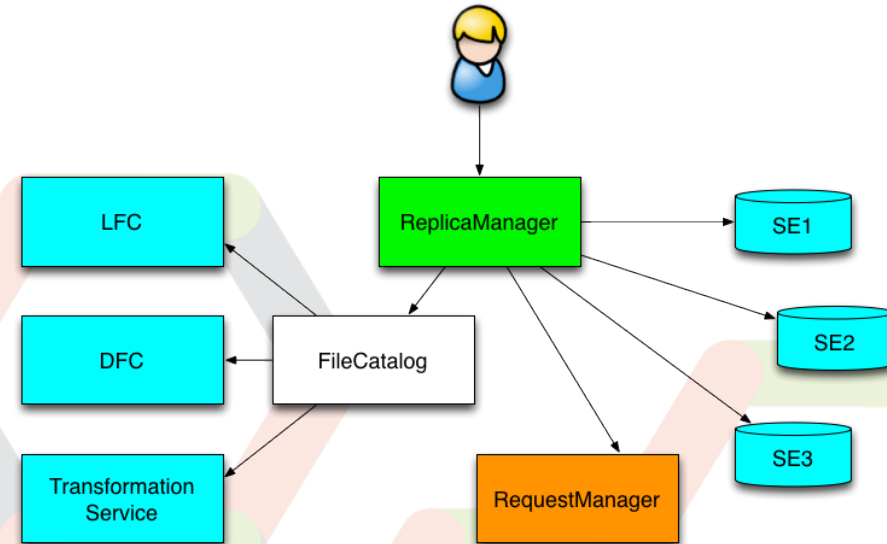 LFC
ReplicaManager
SE1
DFC
FileCatalog
SE2
Transformation
Service
RequestManager
SE3